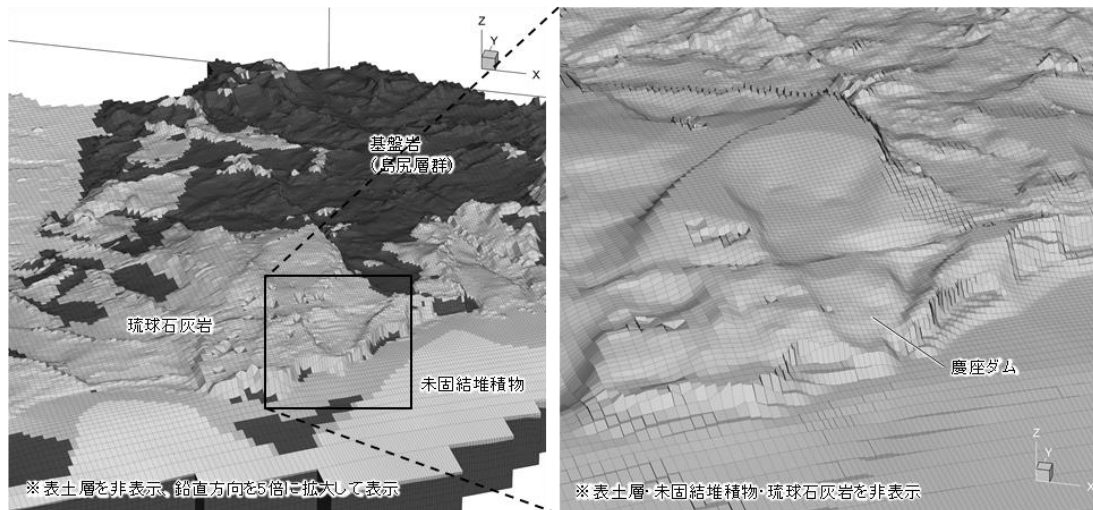 Z
Y
X
基盤岩
（島尻層群）
琉球石灰岩
未固結堆積物
※表土層を非表示、鉛直方向を5倍に拡大して表示
慶座ダム
Z
Y
X
※表土層・未固結堆積物・琉球石灰岩を非表示